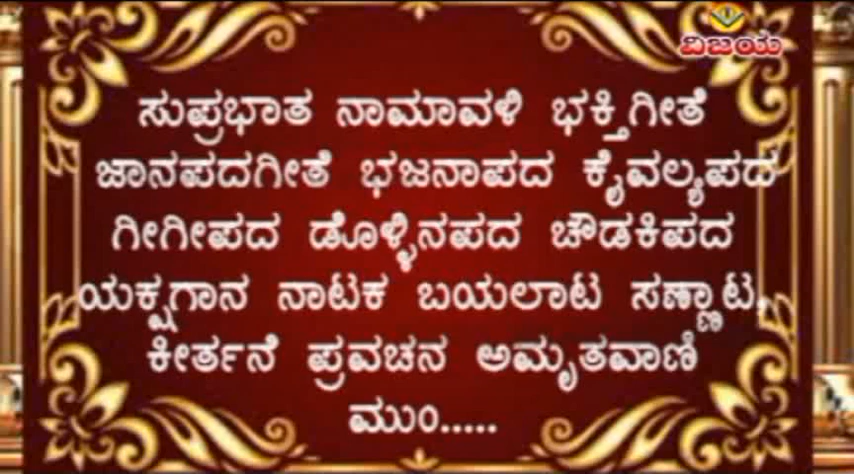 ವಿಜಯ
ಸುಪ್ರಭಾತ ನಾಮಾವಳಿ ಭಕ್ತಿಗೀತೆ
ಜಾನಪದಗೀತೆ ಭಜನಾಪದ ಕೈವಲ್ಯಪದ
ಗೀಗೀಪದ ಡೊಳ್ಳಿನಪದ ಚೌಡಕಿಪದ
ಯಕ್ಷಗಾನ ನಾಟಕ ಬಯಲಾಟ ಸಣ್ಣಾಟ,
ಕೀರ್ತನೆ ಪ್ರವಚನ ಅಮೃತವಾಣಿ
ಮುಂ.....